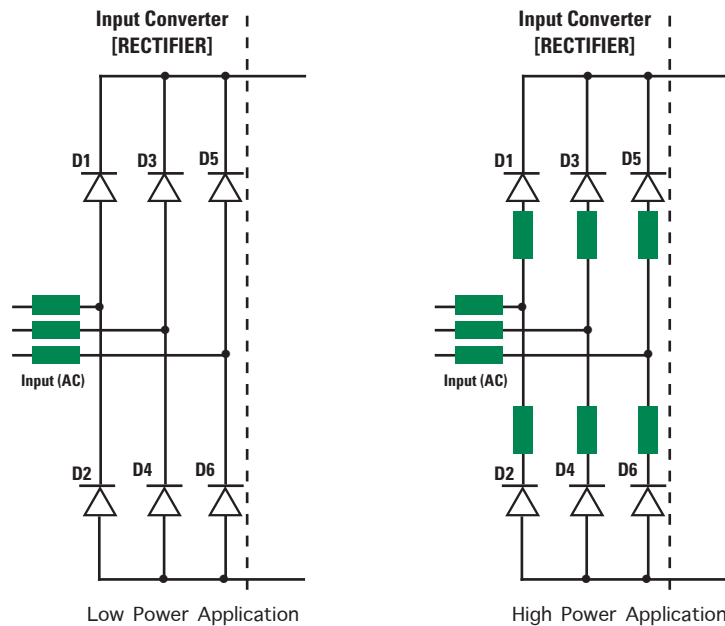 Input Converter
[RECTIFIER]
D1
D3
D5
Input (AC)
D2
D4
D6
Low Power Application
Input Converter
[RECTIFIER]
D1
D3
D5
Input (AC)
D2
D4
D6
High Power Application